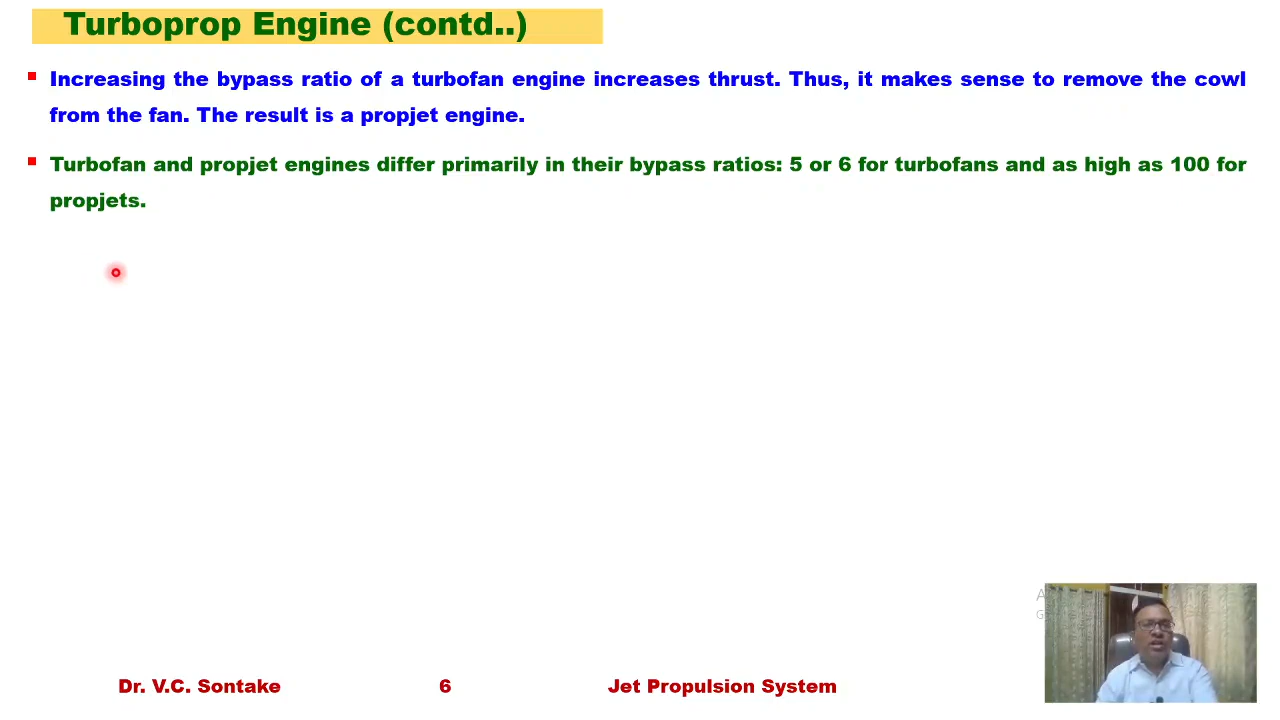 Turboprop Engine (contd..)
Increasing the bypass ratio of a turbofan engine increases thrust. Thus, it makes sense to remove the cowl
from the fan. The result is a propjet engine.
Turbofan and propjet engines differ primarily in their bypass ratios: 5 or 6 for turbofans and as high as 100 for
propjets.
Dr. V.C. Sontake 6 Jet Propulsion System